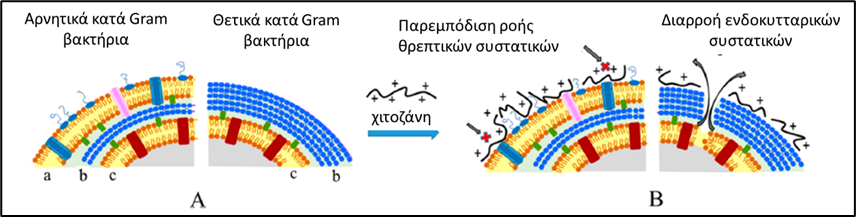 Αρνητικά κατά Gram
βακτήρια
Θετικά κατά Gram
βακτήρια
Παρεμπόδιση ροής
θρεπτικών συστατικών
Διαρροή ενδοκυτταρικών
συστατικών
χιτοζάνη
a b c
c b
A
B